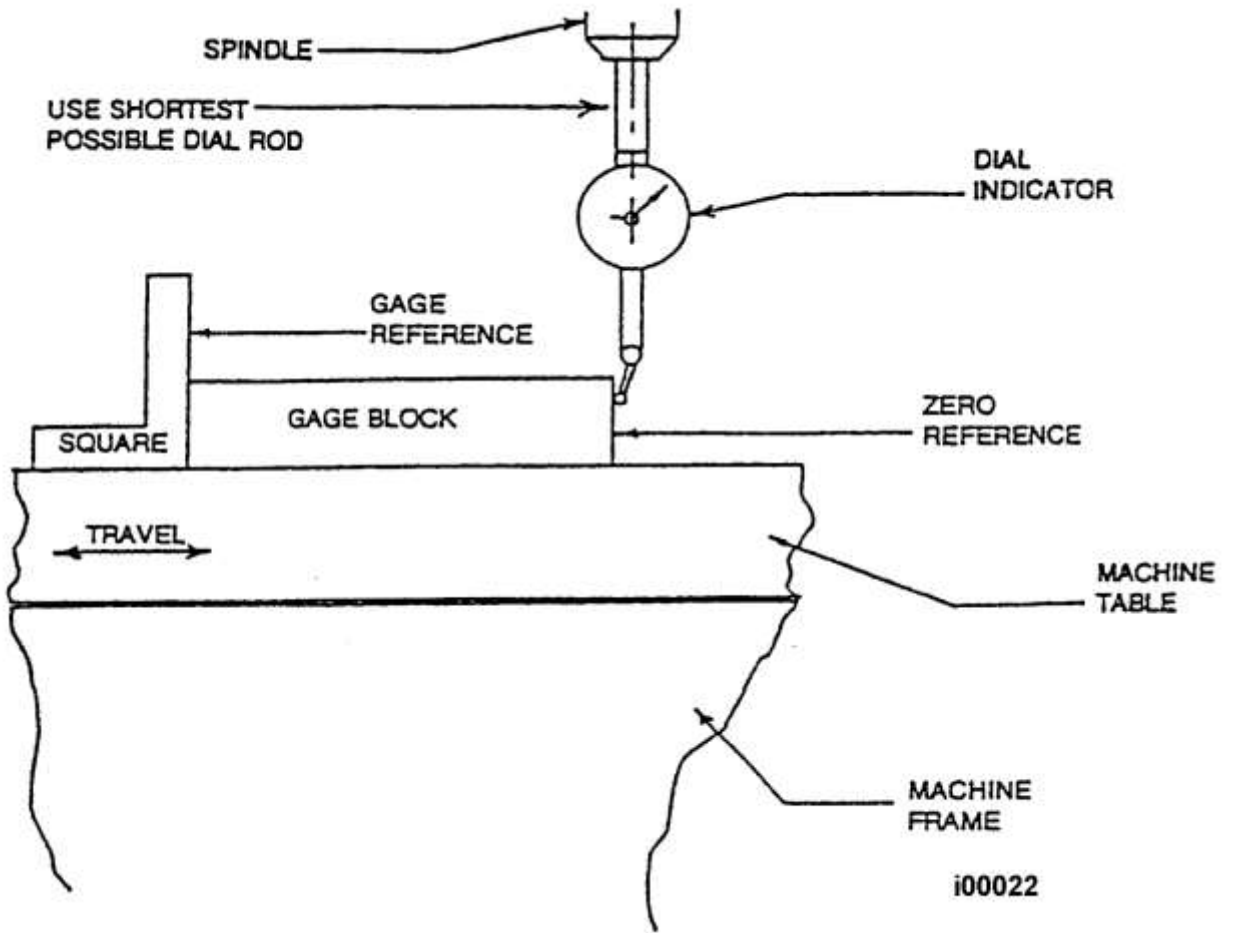 SPINDLE
USE SHORTEST
POSSIBLE DIAL ROD
DIAL
INDICATOR
GAGE
REFERENCE
GAGE BLOCK
ZERO
REFERENCE
SQUARE
TRAVEL
MACHINE
TABLE
MACHINE
FRAME
i00022